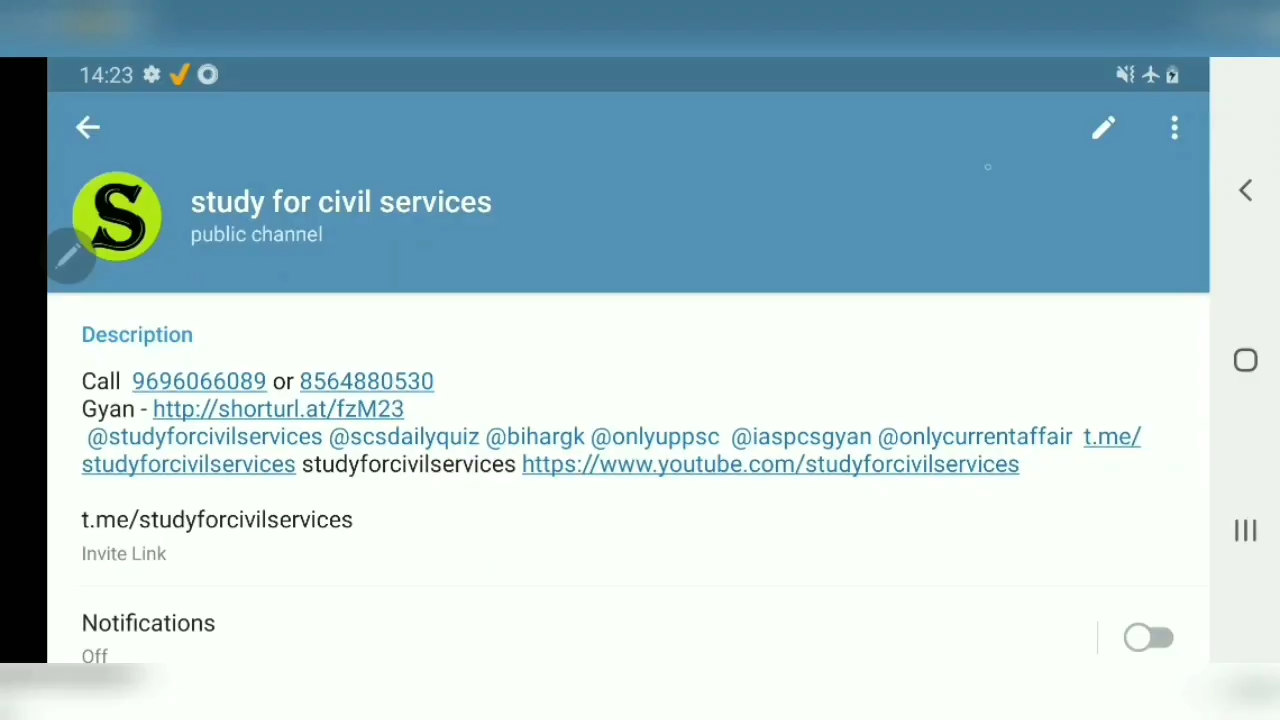 14:23
S
study for civil services
public channel
Description
Call 9696066089 or 8564880530
Gyan - http://shorturl.at/fzM23
@studyforcivilservices @scsdailyquiz @bihargk @onlyuppsc @iaspcsgyan @onlycurrentaffair t.me/
studyforcivilservices studyforcivilservices https://www.youtube.com/studyforcivilservices
t.me/studyforcivilservices
Invite Link
Notifications
Off